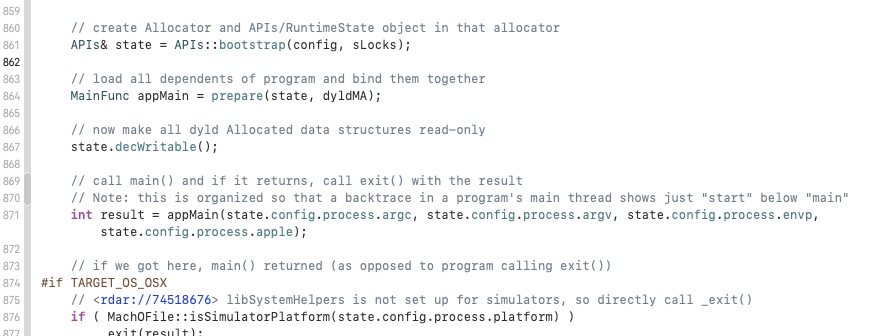 859
860 // create Allocator and APIs/RuntimeState object in that allocator
861 APIs& state = APIs::bootstrap(config, sLocks);
862
863 // load all dependents of program and bind them together
864 MainFunc appMain = prepare(state, dyldMA);
865
866 // now make all dyld Allocated data structures read-only
867 state.decWritable();
868
869 // call main() and if it returns, call exit() with the result
870 // Note: this is organized so that a backtrace in a program's main thread shows just "start" below "main"
871 int result = appMain(state.config.process.argc, state.config.process.argv, state.config.process.envp,
state.config.process.apple);
872
873 // if we got here, main() returned (as opposed to program calling exit())
874 #if TARGET_OS_OSX
875 // <rdar://74518676> libSystemHelpers is not set up for simulators, so directly call _exit()
876 if ( MachOFile::isSimulatorPlatform(state.config.process.platform) )
877 _exit(result);